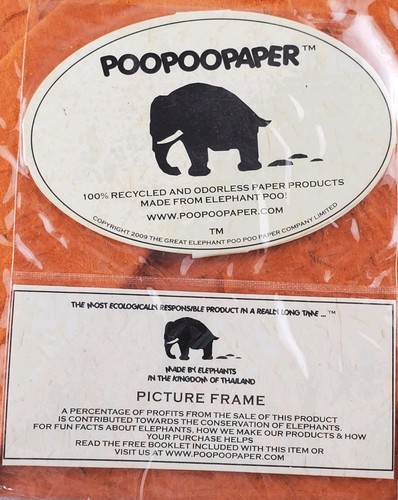 POOPOOPAPER™
100% RECYCLED AND ODORLESS PAPER PRODUCTS
MADE FROM ELEPHANT POO!
WWW.POOPOOPAPER.COM
TM
COPYRIGHT 2009 THE GREAT ELEPHANT POO POO PAPER COMPANY LIMITED
THE MOST ECOLOGICALLY RESPONSIBLE PRODUCT IN A REALLY LONG TIME ... ™
MADE BY ELEPHANTS
IN THE KINGDOM OF THAILAND
PICTURE FRAME
A PERCENTAGE OF PROFITS FROM THE SALE OF THIS PRODUCT
IS CONTRIBUTED TOWARDS THE CONSERVATION OF ELEPHANTS.
FOR FUN FACTS ABOUT ELEPHANTS, HOW WE MAKE OUR PRODUCTS & HOW
YOUR PURCHASE HELPS
READ THE FREE BOOKLET INCLUDED WITH THIS ITEM OR
VISIT US AT WWW.POOPOOPAPER.COM